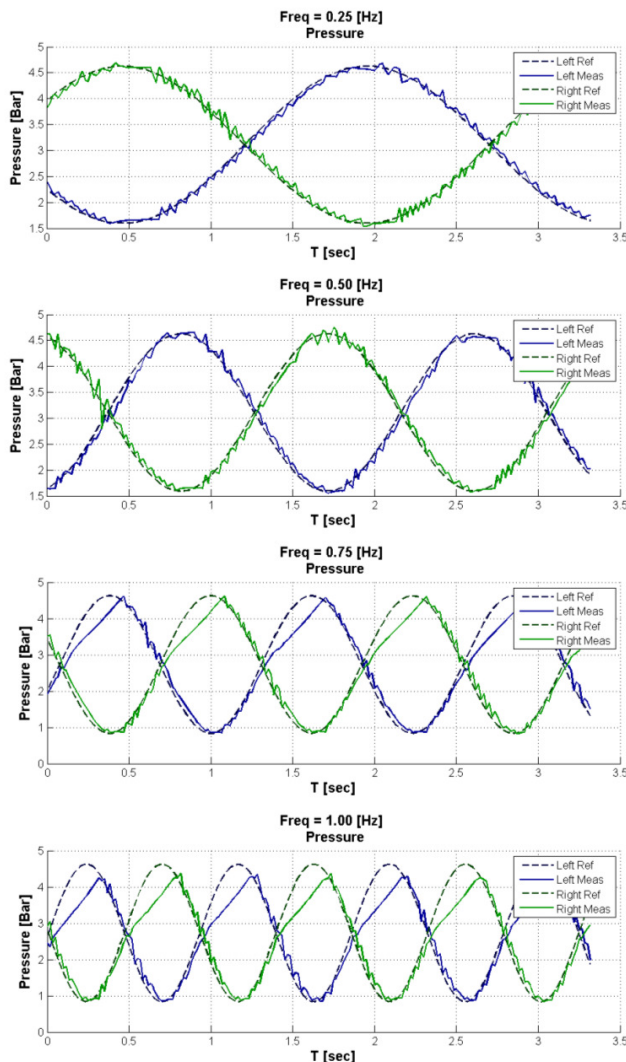 Freq = 0.25 [Hz]
Pressure
Pressure [Bar]
5
4.5
4
3.5
3
2.5
2
1.5
0
0.5
1
1.5
2
2.5
3
3.5
T [sec]
Left Ref
Left Meas
Right Ref
Right Meas
Freq = 0.50 [Hz]
Pressure
Pressure [Bar]
5
4.5
4
3.5
3
2.5
2
1.5
0
0.5
1
1.5
2
2.5
3
3.5
T [sec]
Left Ref
Left Meas
Right Ref
Right Meas
Freq = 0.75 [Hz]
Pressure
Pressure [Bar]
5
4
3
2
1
0
0
0.5
1
1.5
2
2.5
3
3.5
T [sec]
Left Ref
Left Meas
Right Ref
Right Meas
Freq = 1.00 [Hz]
Pressure
Pressure [Bar]
5
4
3
2
1
0
0
0.5
1
1.5
2
2.5
3
3.5
T [sec]
Left Ref
Left Meas
Right Ref
Right Meas